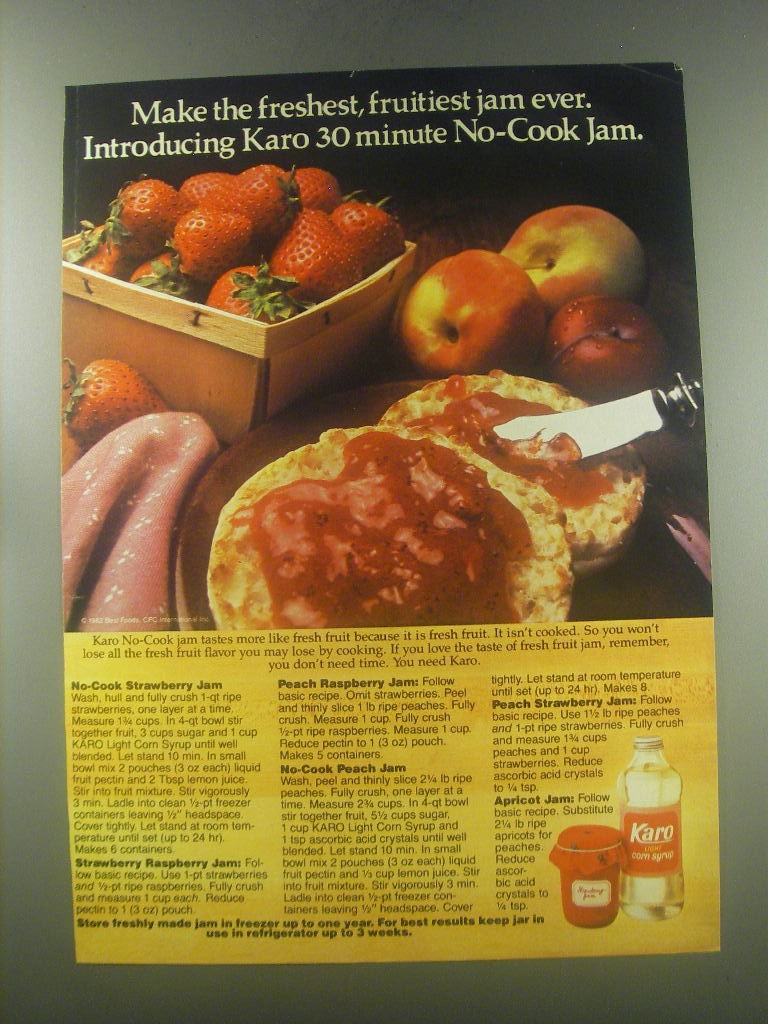 Make the freshest, fruitiest jam ever.
Introducing Karo 30 minute No-Cook Jam.
© 1982 Best Foods, CPC International Inc.
Karo No-Cook jam tastes more like fresh fruit because it is fresh fruit. It isn't cooked. So you won't
lose all the fresh fruit flavor you may lose by cooking. If you love the taste of fresh fruit jam, remember,
you don't need time. You need Karo.
No-Cook Strawberry Jam
Wash, hull and fully crush 1-qt ripe
strawberries, one layer at a time.
Measure 1¾ cups. In 4-qt bowl stir
together fruit, 3 cups sugar and 1 cup
KARO Light Corn Syrup until well
blended. Let stand 10 min. In small
bowl mix 2 pouches (3 oz each) liquid
fruit pectin and 2 Tbsp lemon juice.
Stir into fruit mixture. Stir vigorously
3 min. Ladle into clean ½-pt freezer
containers leaving ½" headspace.
Cover tightly. Let stand at room tem-
perature until set (up to 24 hr).
Makes 6 containers.
Strawberry Raspberry Jam: Fol-
low basic recipe. Use 1-pt strawberries
and ½-pt ripe raspberries. Fully crush
and measure 1 cup each. Reduce
pectin to 1 (3 oz) pouch.
Peach Raspberry Jam: Follow
basic recipe. Omit strawberries. Peel
and thinly slice 1 lb ripe peaches. Fully
crush. Measure 1 cup. Fully crush
½-pt ripe raspberries. Measure 1 cup.
Reduce pectin to 1 (3 oz) pouch.
Makes 5 containers.
No-Cook Peach Jam
Wash, peel and thinly slice 2¼ lb ripe
peaches. Fully crush, one layer at a
time. Measure 2¾ cups. In 4-qt bowl
stir together fruit, 5½ cups sugar,
1 cup KARO Light Corn Syrup and
1 tsp ascorbic acid crystals until well
blended. Let stand 10 min. In small
bowl mix 2 pouches (3 oz each) liquid
fruit pectin and ⅓ cup lemon juice. Stir
into fruit mixture. Stir vigorously 3 min.
Ladle into clean ½-pt freezer con-
tainers leaving ½" headspace. Cover
tightly. Let stand at room temperature
until set (up to 24 hr). Makes 8.
Peach Strawberry Jam: Follow
basic recipe. Use 1½ lb ripe peaches
and 1-pt ripe strawberries. Fully crush
and measure 1¾ cups
peaches and 1 cup
strawberries. Reduce
ascorbic acid crystals
to ¼ tsp.
Apricot Jam: Follow
basic recipe. Substitute
2¼ lb ripe
apricots for
peaches.
Reduce
ascor-
bic acid
crystals to
¼ tsp.
Karo
LIGHT
corn syrup
Strawberry
Jam
Store freshly made jam in freezer up to one year. For best results keep jar in
use in refrigerator up to 3 weeks.